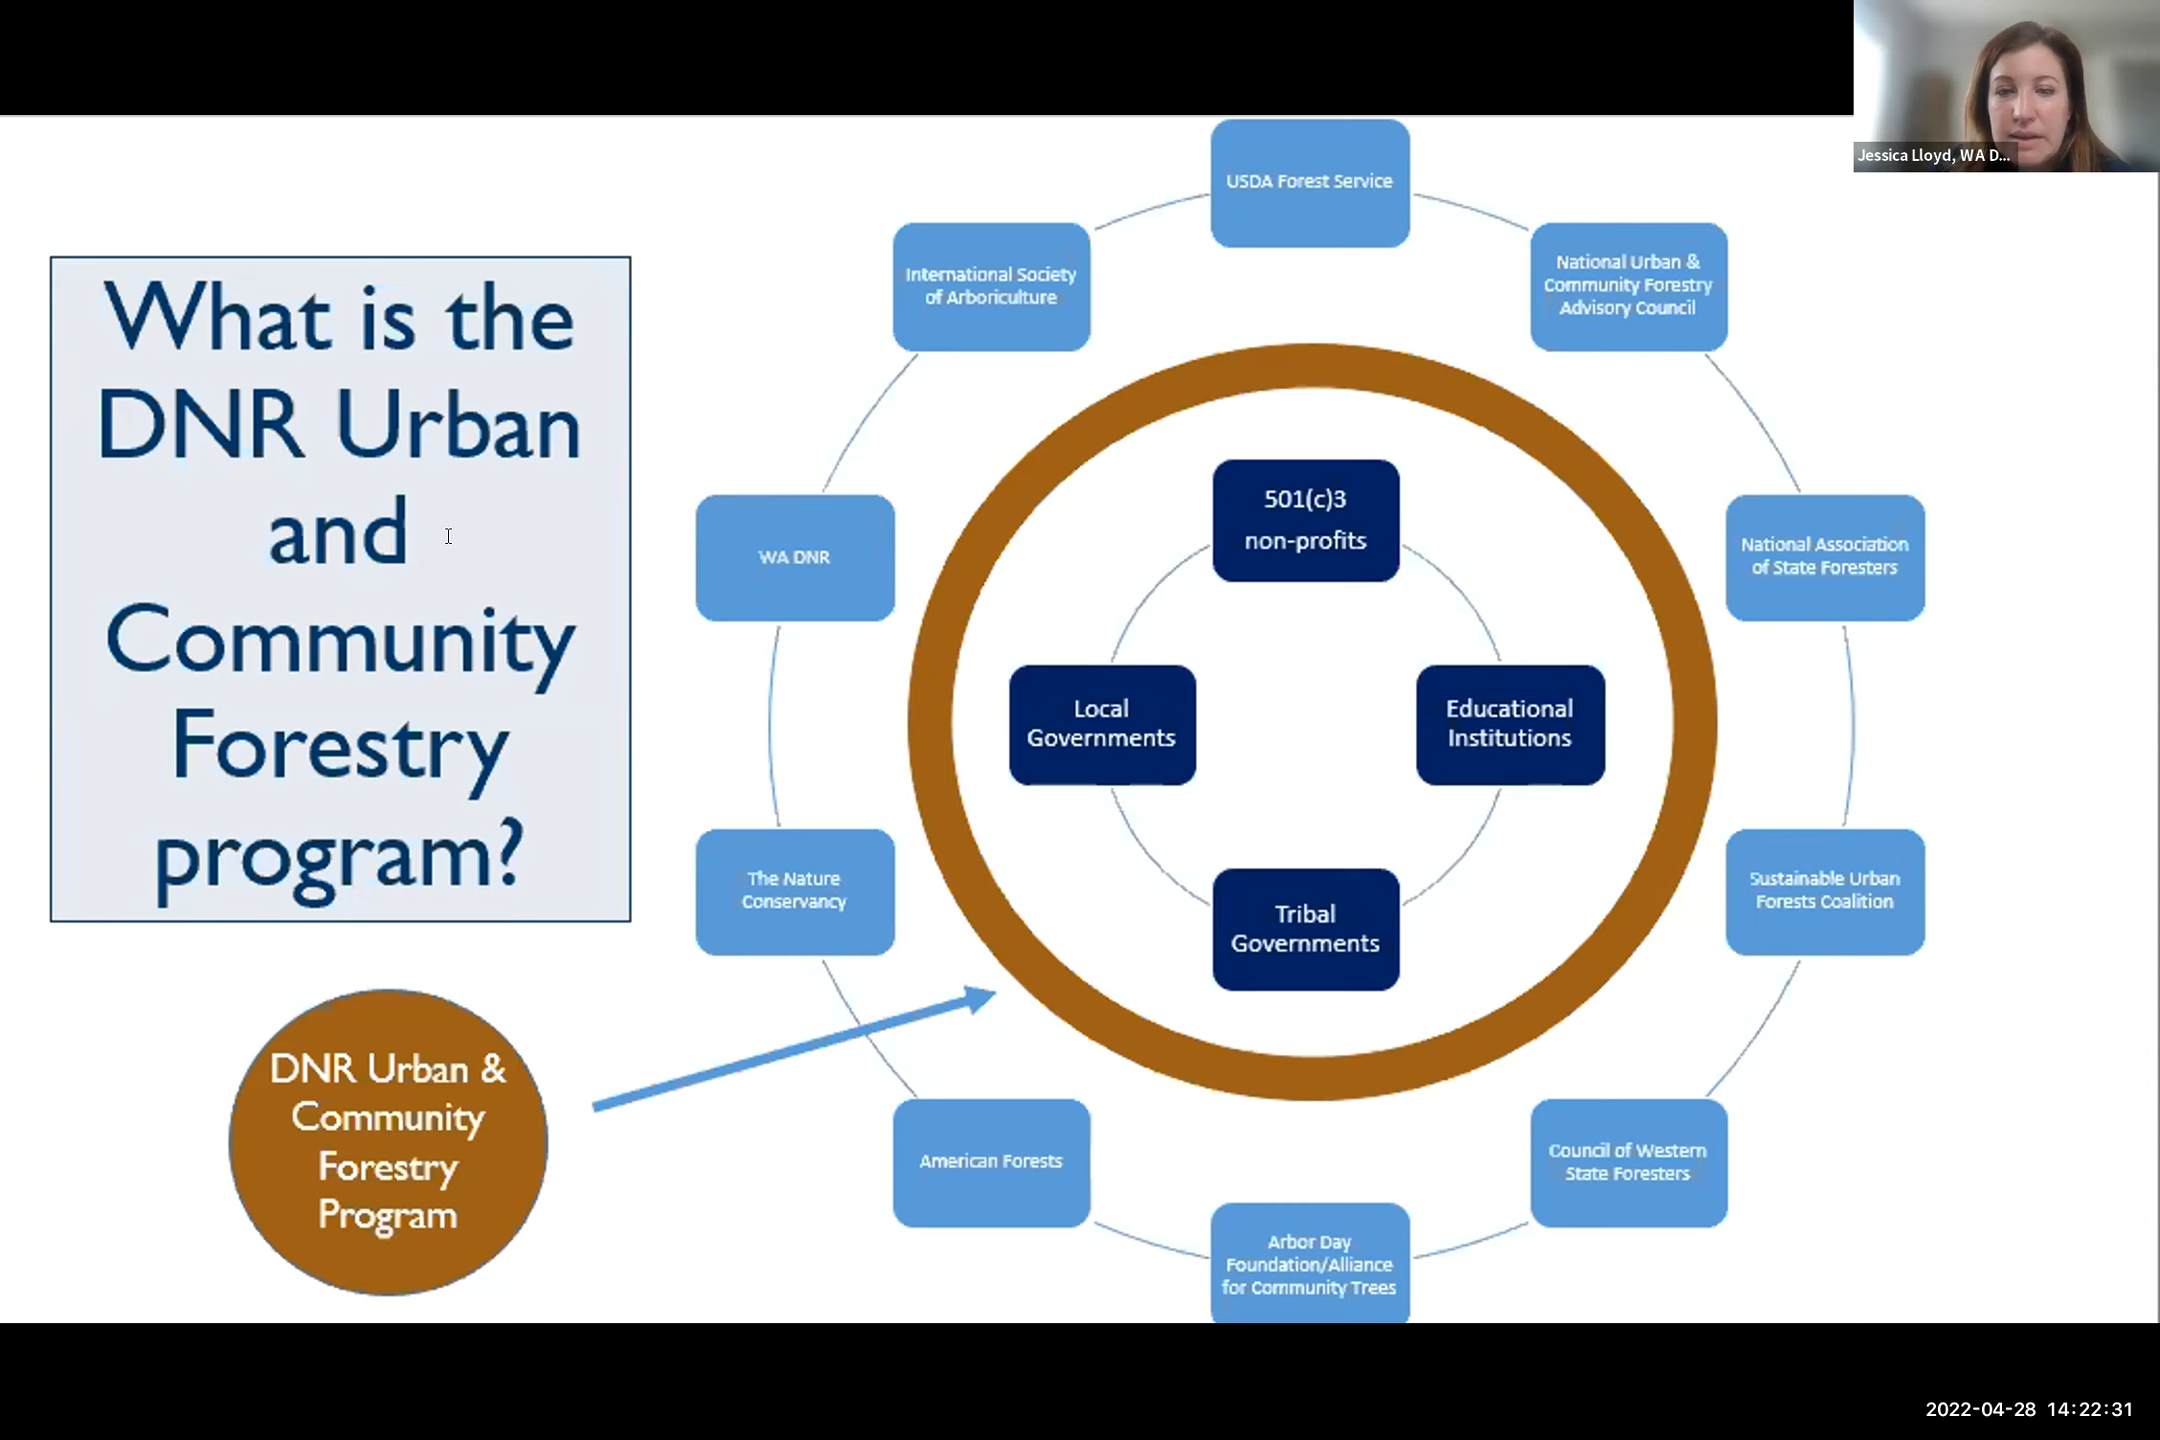 Jessica Lloyd, WA D...
What is the
DNR Urban
and
Community
Forestry
program?
DNR Urban &
Community
Forestry
Program
USDA Forest Service
National Urban &
Community Forestry
Advisory Council
National Association
of State Foresters
Sustainable Urban
Forests Coalition
Council of Western
State Foresters
Arbor Day
Foundation/Alliance
for Community Trees
American Forests
The Nature
Conservancy
WA DNR
International Society
of Arboriculture
501(c)3
non-profits
Educational
Institutions
Tribal
Governments
Local
Governments
2022-04-28 14:22:31